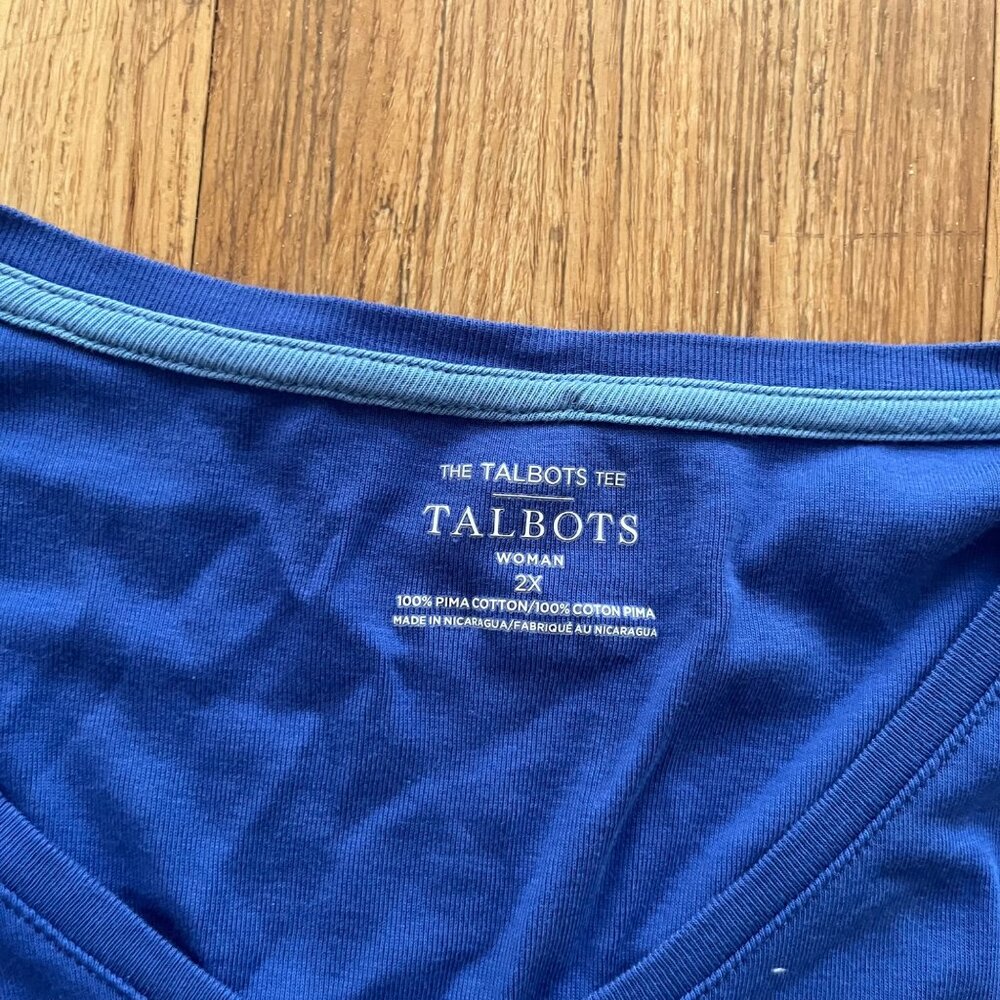 THE TALBOTS TEE
TALBOTS
WOMAN
2X
100% PIMA COTTON/100% COTON PIMA
MADE IN NICARAGUA/FABRIQUÉ AU NICARAGUA